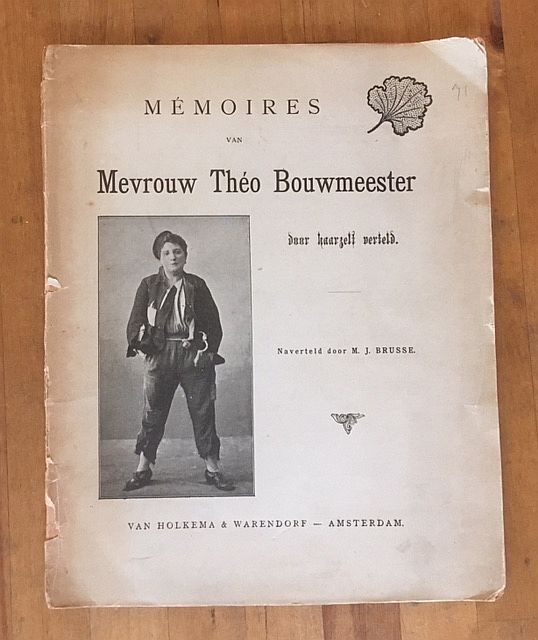 MÉMOIRES
VAN
Mevrouw Théo Bouwmeester
door haarzelf verteld.
Naverteld door M. J. BRUSSE.
VAN HOLKEMA & WARENDORF — AMSTERDAM.